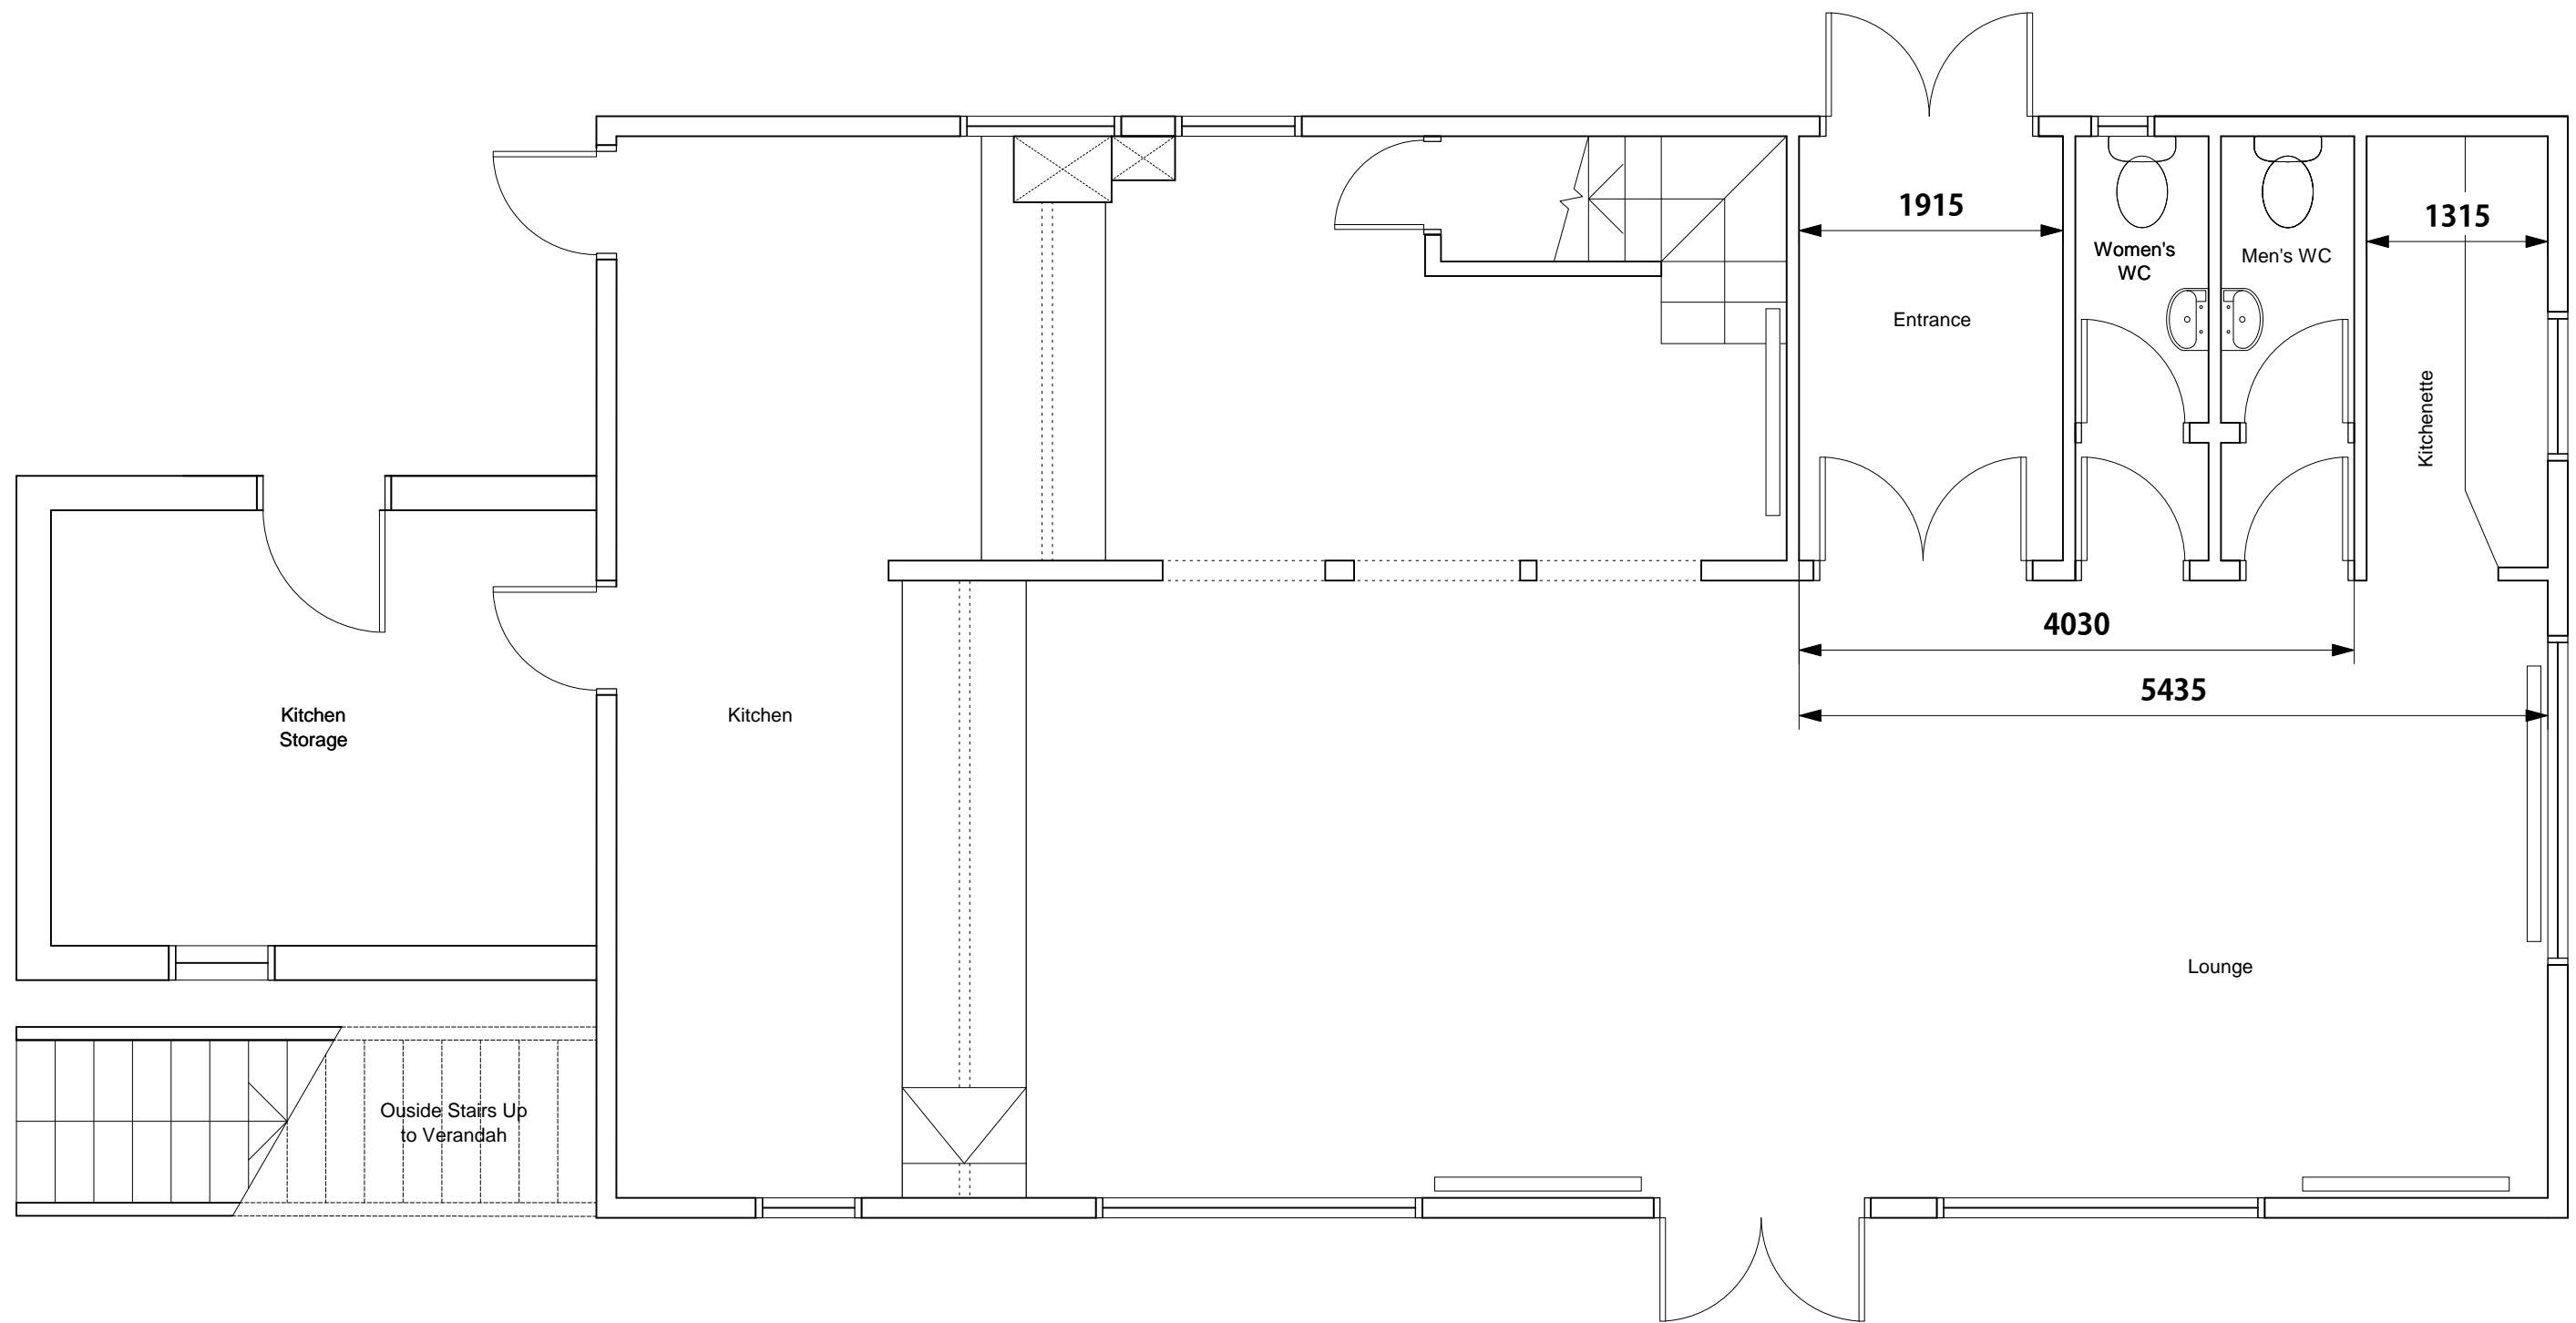 1915
1315
Women's
WC
Men's WC
Entrance
Kitchenette
4030
5435
Kitchen
Storage
Kitchen
Lounge
Ouside Stairs Up
to Verandah